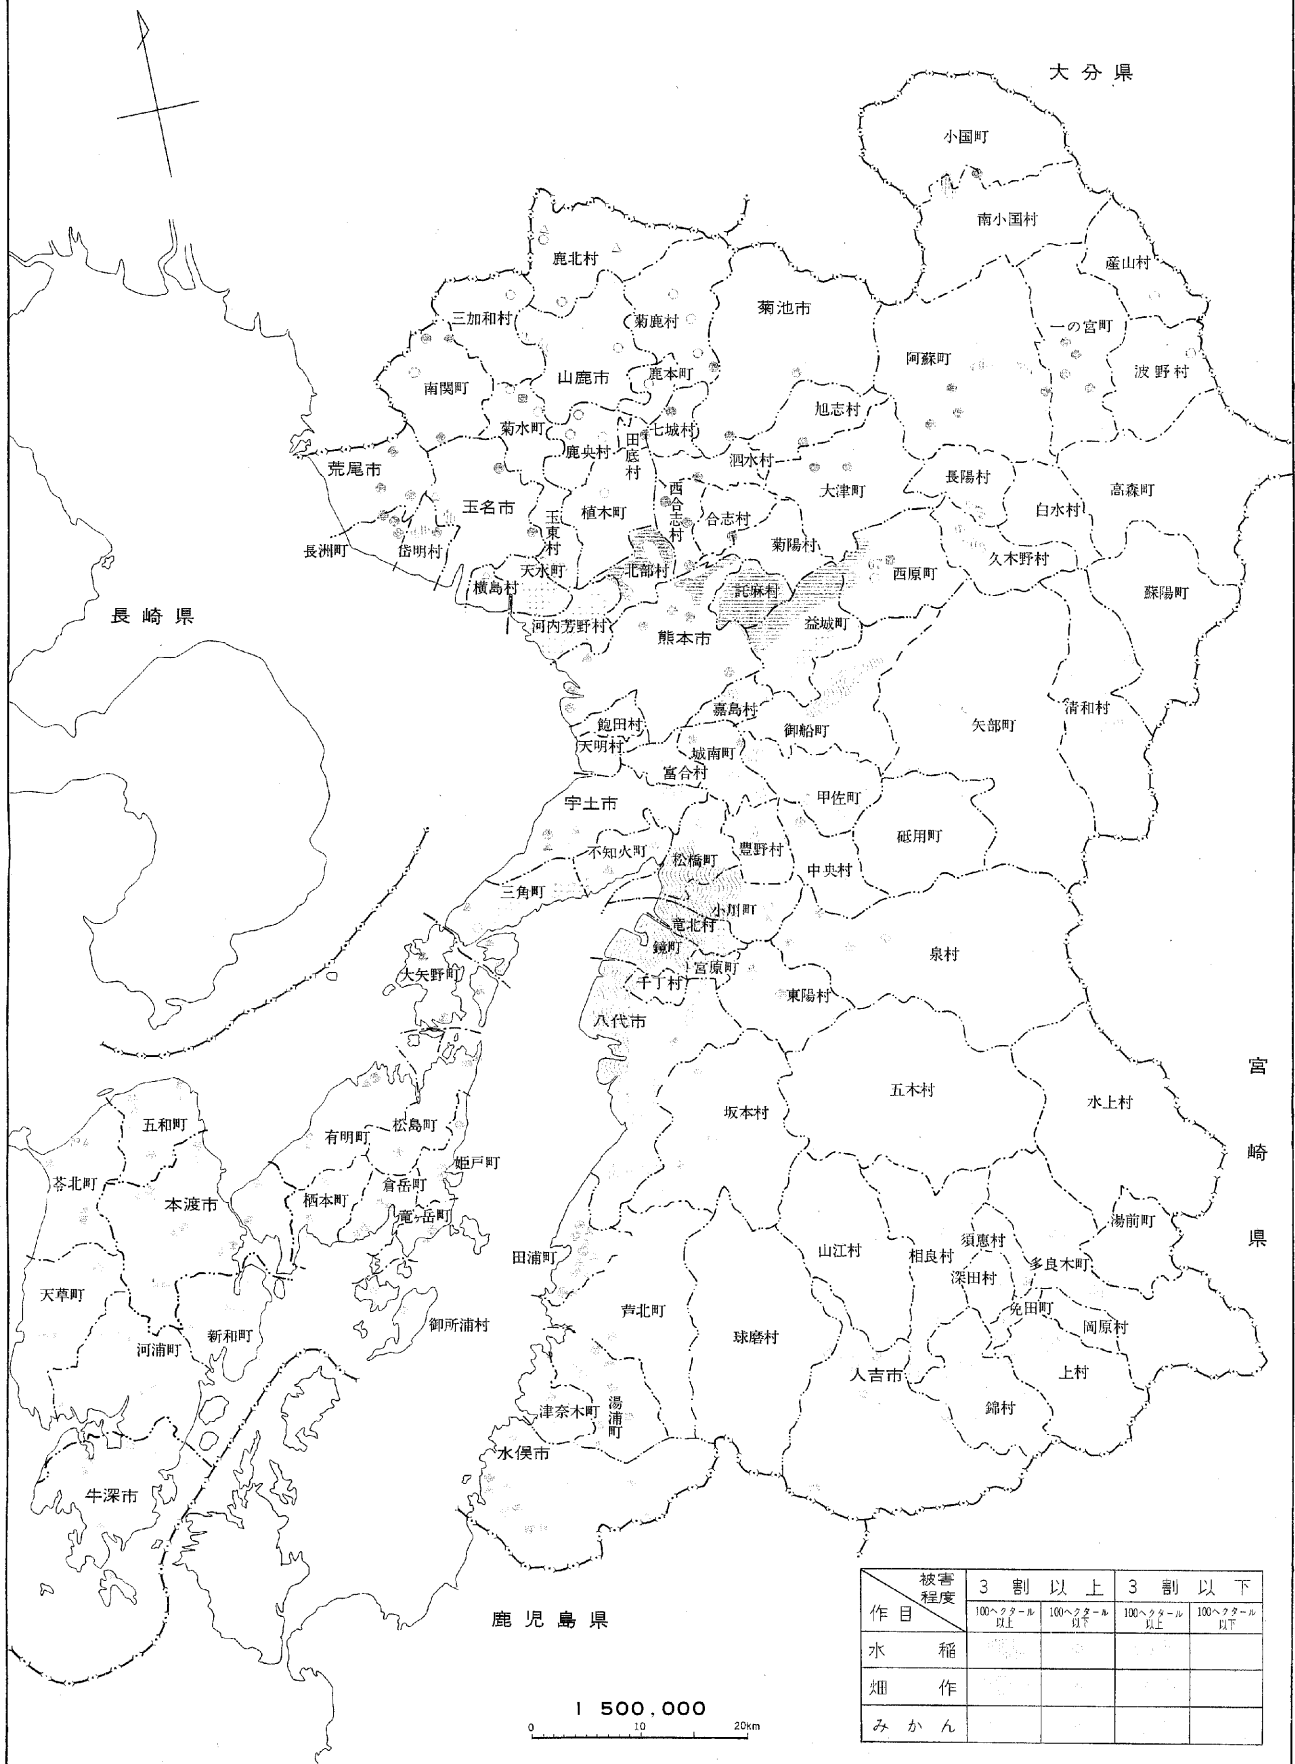 大分県
小国町
南小国村
産山村
鹿北村
菊池市
三加和村
菊鹿村
一の宮町
阿蘇町
波野村
山鹿市
鹿本町
南関町
旭志村
菊水町
七城村
鹿央村
田底村
泗水村
荒尾市
長陽村
大津町
高森町
西合志村
玉名市
植木町
合志村
白水村
玉東村
菊陽村
長洲町
岱明村
久木野村
天水町
北部村
西原町
横島村
託麻村
蘇陽町
長崎県
河内芳野村
益城町
熊本市
清和村
嘉島村
飽田村
御船町
矢部町
天明村
城南町
富合村
甲佐町
宇土市
砥用町
不知火町
松橋町
豊野村
中央村
三角町
小川町
竜北村
鏡町
泉村
宮原町
大矢野町
千丁村
東陽村
八代市
宮崎県
五木村
水上村
坂本村
五和町
松島町
有明町
姫戸町
苓北町
倉岳町
本渡市
栖本町
竜ヶ岳町
湯前町
須恵村
山江村
相良村
田浦町
多良木町
深田村
天草町
免田町
芦北町
御所浦村
岡原村
新和町
球磨村
河浦町
人吉市
上村
錦村
津奈木町
湯浦町
水俣市
牛深市
鹿児島県
被害程度
3割以上
3割以下
作目
100ヘクタール以上
100ヘクタール以下
100ヘクタール以上
100ヘクタール以下
水稲
畑作
みかん
1 500,000
0 10 20km